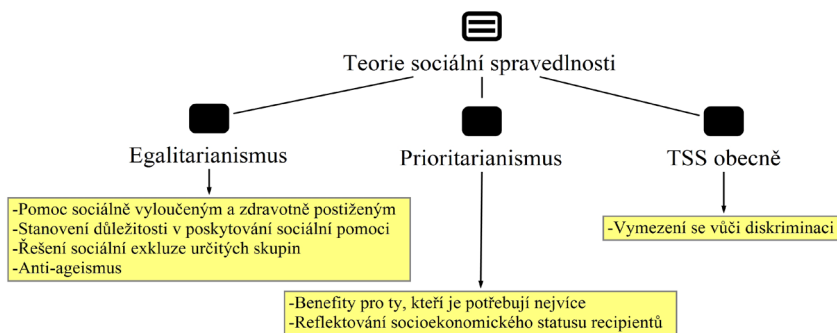 Teorie sociální spravedlnosti
Egalitarianismus
Prioritarianismus
TSS obecně
-Pomoc sociálně vyloučeným a zdravotně postiženým
-Stanovení důležitosti v poskytování sociální pomoci
-Řešení sociální exkluze určitých skupin
-Anti-ageismus
-Vymezení se vůči diskriminaci
-Benefity pro ty, kteří je potřebují nejvíce
-Reflektování socioekonomického statusu recipientů